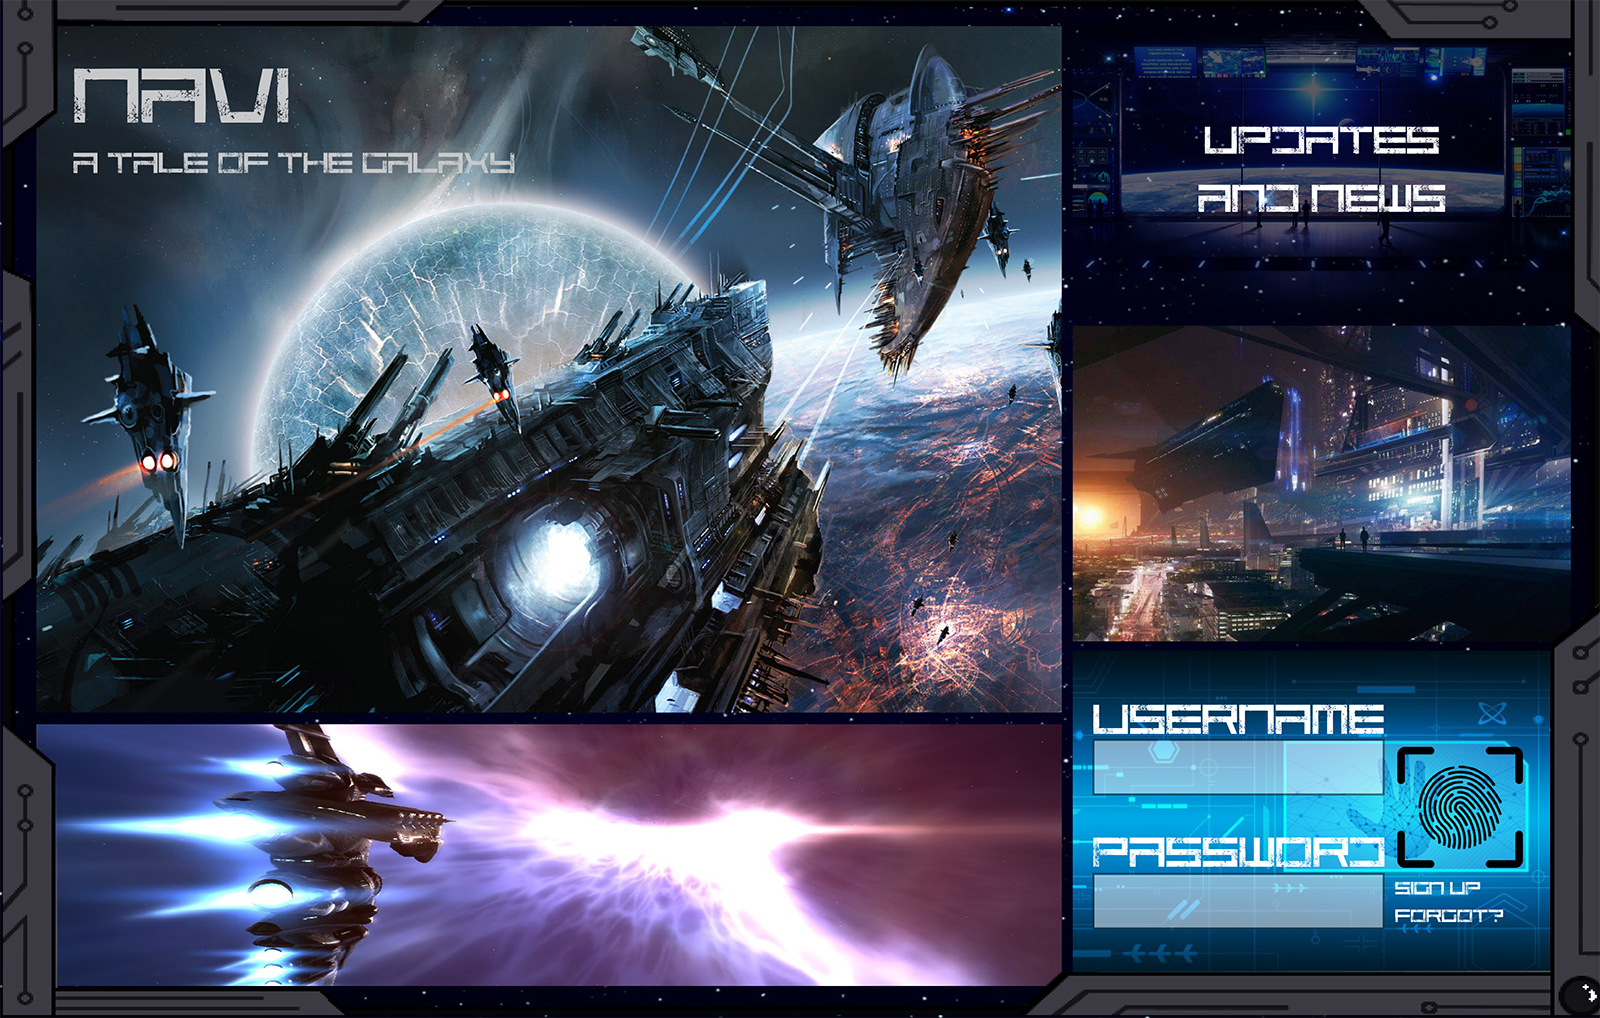 NAVI
A TALE OF THE GALAXY
UPDATES
AND NEWS
USERNAME
PASSWORD
SIGN UP
FORGOT?